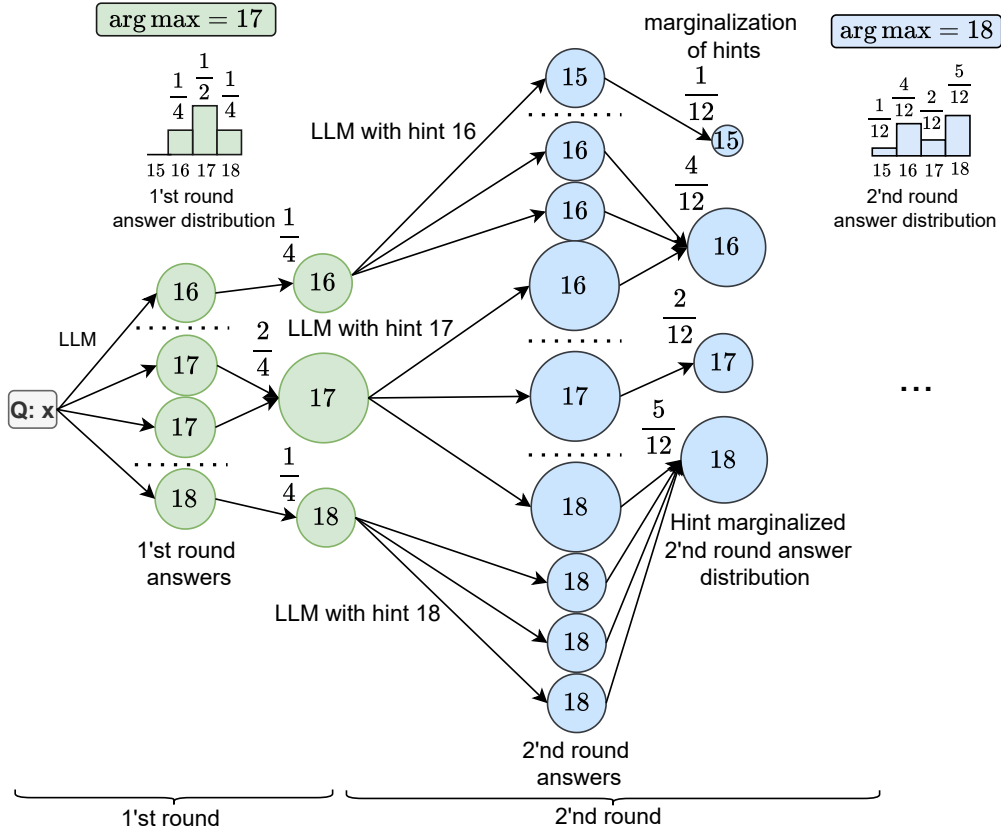 arg max = 17
1/4
1/2
1/4
15 16 17 18
1'st round
answer distribution
Q: x
LLM
16
17
17
18
1'st round
answers
1/4
16
2/4
17
1/4
18
LLM with hint 16
LLM with hint 17
LLM with hint 18
15
16
16
16
17
18
18
18
18
2'nd round
answers
marginalization
of hints
1/12
15
4/12
16
2/12
17
5/12
18
Hint marginalized
2'nd round answer
distribution
arg max = 18
1/12
4/12
2/12
5/12
15 16 17 18
2'nd round
answer distribution
...
1'st round
2'nd round